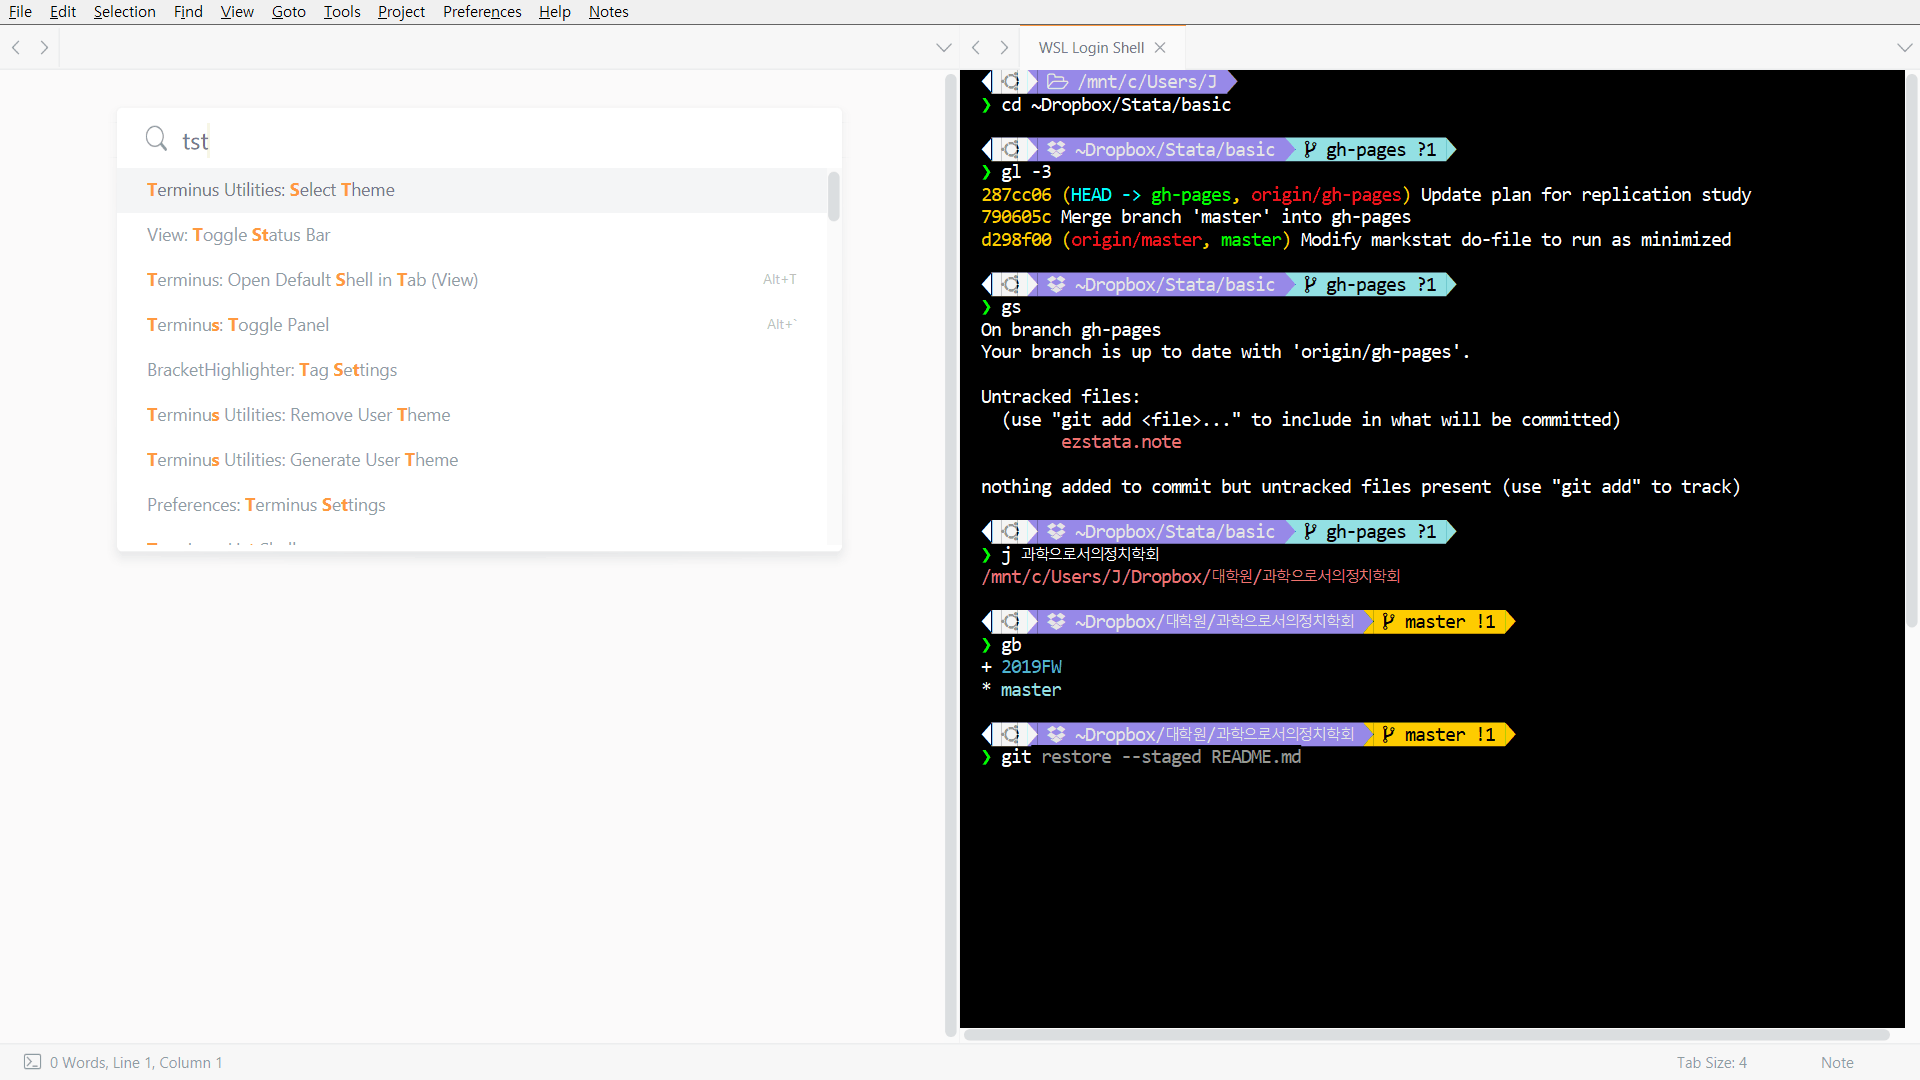 File Edit Selection Find View Goto Tools Project Preferences Help Notes
WSL Login Shell
tst
Terminus Utilities: Select Theme
View: Toggle Status Bar
Terminus: Open Default Shell in Tab (View) Alt+T
Terminus: Toggle Panel Alt+`
BracketHighlighter: Tag Settings
Terminus Utilities: Remove User Theme
Terminus Utilities: Generate User Theme
Preferences: Terminus Settings
/mnt/c/Users/J
❯ cd ~Dropbox/Stata/basic
~Dropbox/Stata/basic gh-pages ?1
❯ gl -3
287cc06 (HEAD -> gh-pages, origin/gh-pages) Update plan for replication study
790605c Merge branch 'master' into gh-pages
d298f00 (origin/master, master) Modify markstat do-file to run as minimized
~Dropbox/Stata/basic gh-pages ?1
❯ gs
On branch gh-pages
Your branch is up to date with 'origin/gh-pages'.
Untracked files:
(use "git add <file>..." to include in what will be committed)
ezstata.note
nothing added to commit but untracked files present (use "git add" to track)
~Dropbox/Stata/basic gh-pages ?1
❯ j 과학으로서의정치학회
/mnt/c/Users/J/Dropbox/대학원/과학으로서의정치학회
~Dropbox/대학원/과학으로서의정치학회 master !1
❯ gb
+ 2019FW
* master
~Dropbox/대학원/과학으로서의정치학회 master !1
❯ git restore --staged README.md
0 Words, Line 1, Column 1 Tab Size: 4 Note